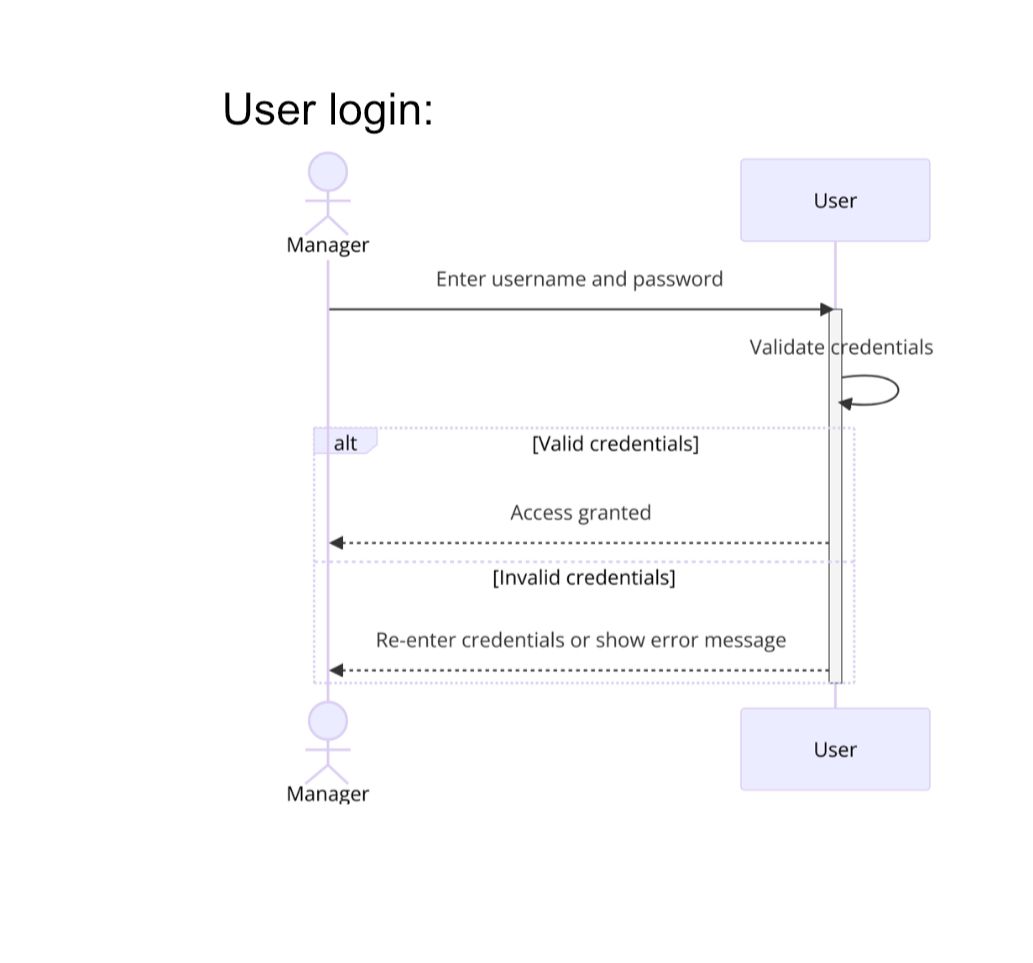 User login:
Manager
User
Enter username and password
Validate credentials
alt
[Valid credentials]
Access granted
[Invalid credentials]
Re-enter credentials or show error message
Manager
User